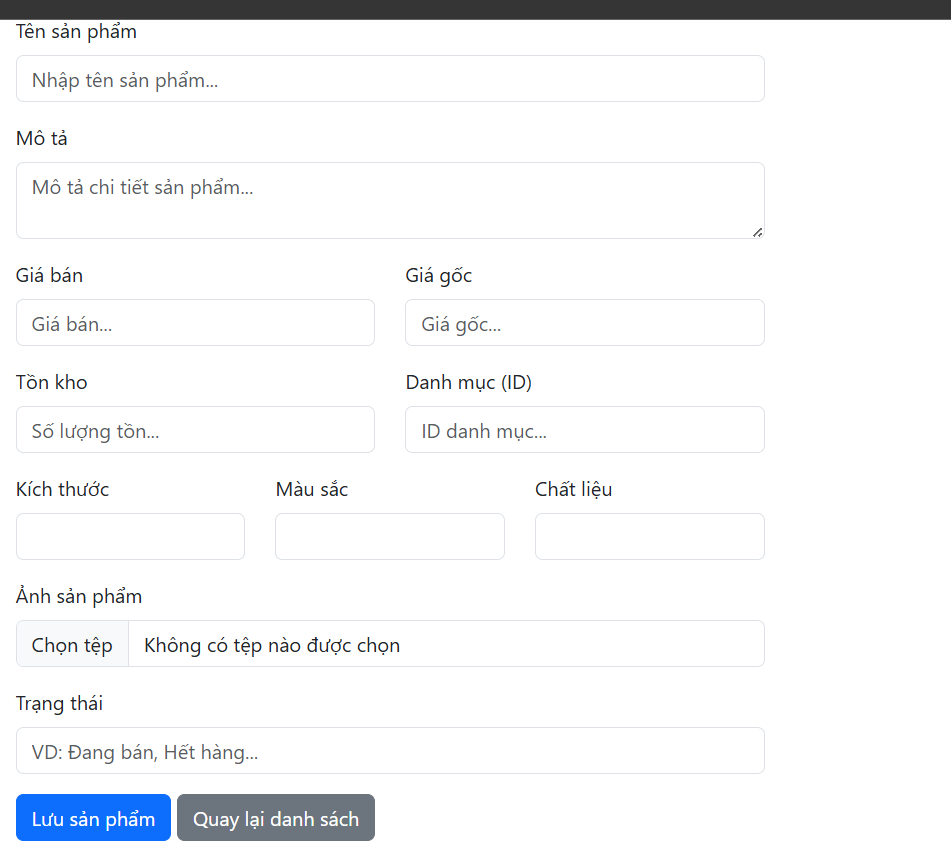 Tên sản phẩm
Nhập tên sản phẩm...
Mô tả
Mô tả chi tiết sản phẩm...
Giá bán
Giá gốc
Giá bán...
Giá gốc...
Tồn kho
Danh mục (ID)
Số lượng tồn...
ID danh mục...
Kích thước
Màu sắc
Chất liệu
Ảnh sản phẩm
Chọn tệp
Không có tệp nào được chọn
Trạng thái
VD: Đang bán, Hết hàng...
Lưu sản phẩm
Quay lại danh sách